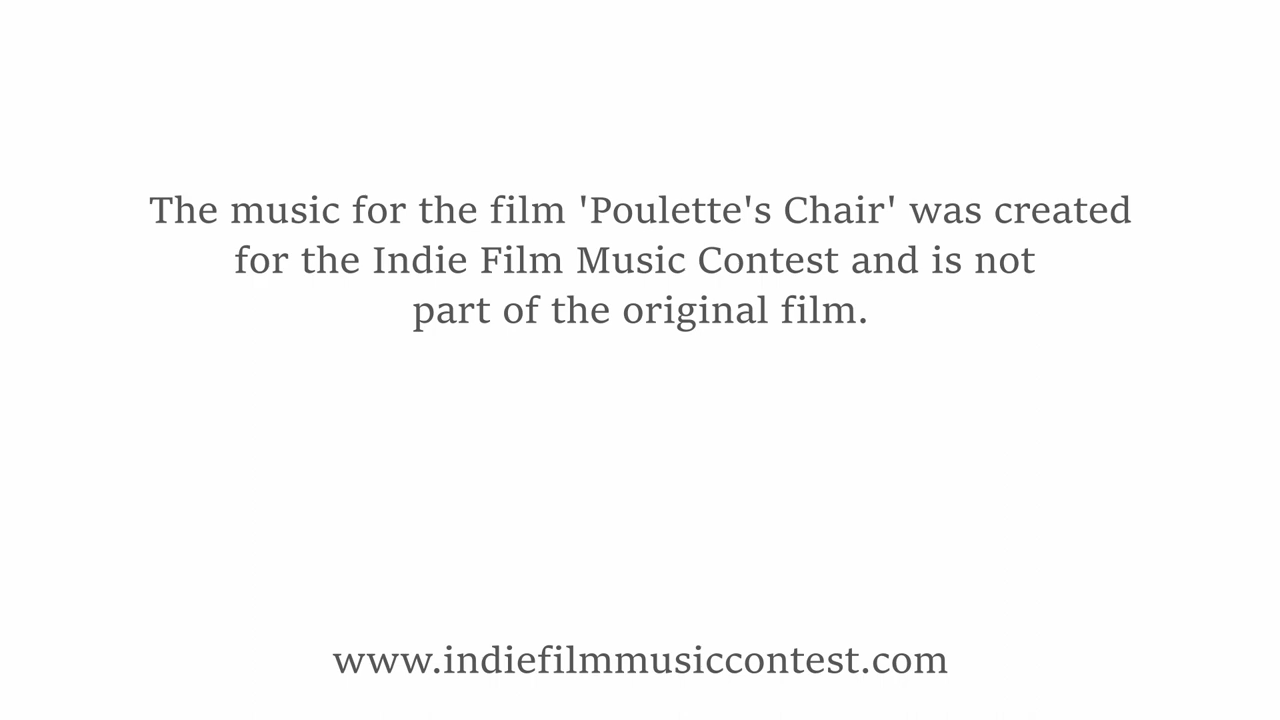 The music for the film 'Poulette's Chair' was created
for the Indie Film Music Contest and is not
part of the original film.
www.indiefilmmusiccontest.com